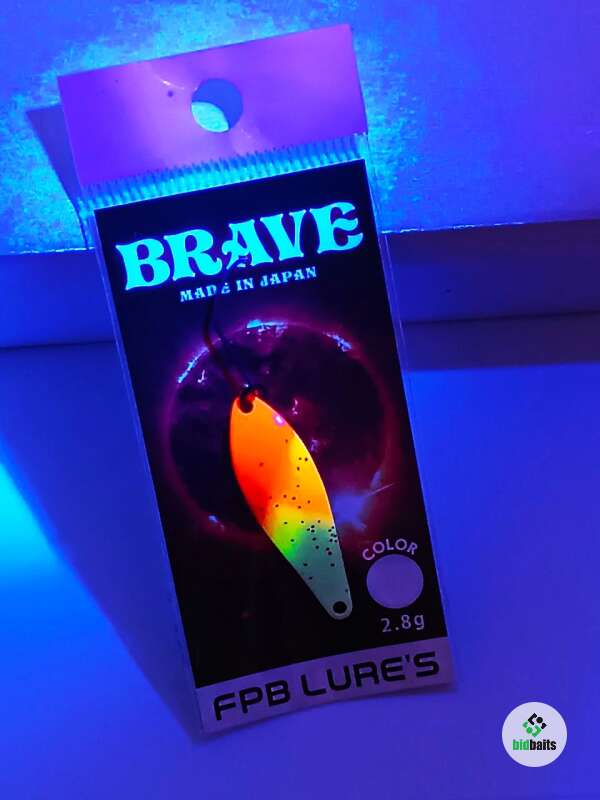 BRAVE
MADE IN JAPAN
COLOR
2.8g
FPB LURE'S
bidbaits